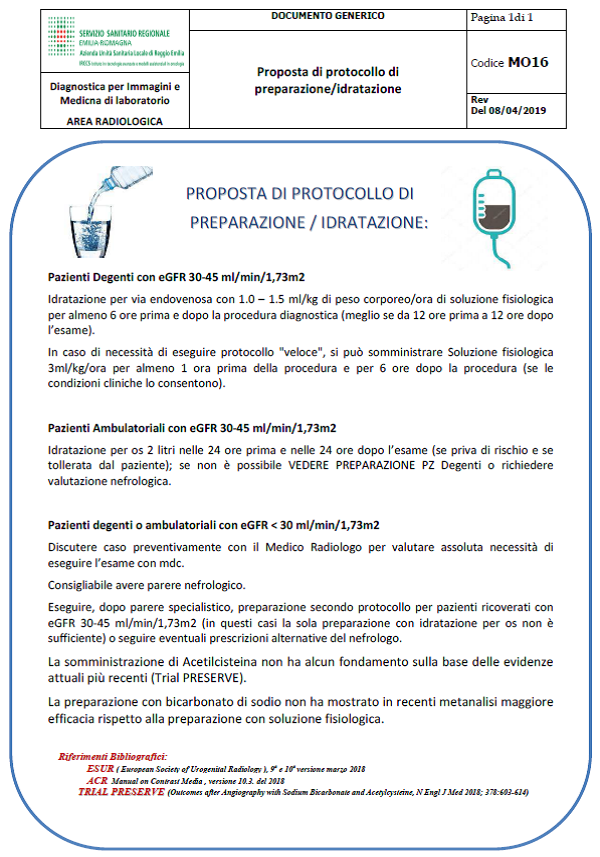 SERVIZIO SANITARIO REGIONALE
EMILIA-ROMAGNA
Azienda Unità Sanitaria Locale di Reggio Emilia
IRCCS Istituto in tecnologie avanzate e modelli assistenziali in oncologia
Diagnostica per Immagini e
Medicna di laboratorio
AREA RADIOLOGICA
DOCUMENTO GENERICO
Proposta di protocollo di
preparazione/idratazione
Pagina 1di 1
Codice MO16
Rev
Del 08/04/2019
PROPOSTA DI PROTOCOLLO DI
PREPARAZIONE / IDRATAZIONE:
Pazienti Degenti con eGFR 30-45 ml/min/1,73m2
Idratazione per via endovenosa con 1.0 – 1.5 ml/kg di peso corporeo/ora di soluzione fisiologica
per almeno 6 ore prima e dopo la procedura diagnostica (meglio se da 12 ore prima a 12 ore dopo
l'esame).
In caso di necessità di eseguire protocollo "veloce", si può somministrare Soluzione fisiologica
3ml/kg/ora per almeno 1 ora prima della procedura e per 6 ore dopo la procedura (se le
condizioni cliniche lo consentono).
Pazienti Ambulatoriali con eGFR 30-45 ml/min/1,73m2
Idratazione per os 2 litri nelle 24 ore prima e nelle 24 ore dopo l'esame (se priva di rischio e se
tollerata dal paziente); se non è possibile VEDERE PREPARAZIONE PZ Degenti o richiedere
valutazione nefrologica.
Pazienti degenti o ambulatoriali con eGFR < 30 ml/min/1,73m2
Discutere caso preventivamente con il Medico Radiologo per valutare assoluta necessità di
eseguire l'esame con mdc.
Consigliabile avere parere nefrologico.
Eseguire, dopo parere specialistico, preparazione secondo protocollo per pazienti ricoverati con
eGFR 30-45 ml/min/1,73m2 (in questi casi la sola preparazione con idratazione per os non è
sufficiente) o seguire eventuali prescrizioni alternative del nefrologo.
La somministrazione di Acetilcisteina non ha alcun fondamento sulla base delle evidenze
attuali più recenti (Trial PRESERVE).
La preparazione con bicarbonato di sodio non ha mostrato in recenti metanalisi maggiore
efficacia rispetto alla preparazione con soluzione fisiologica.
Riferimenti Bibliografici:
ESUR ( European Society of Urogenital Radiology ), 9ª e 10ª versione marzo 2018
ACR Manual on Contrast Media , versione 10.3. del 2018
TRIAL PRESERVE (Outcomes after Angiography with Sodium Bicarbonate and Acetylcysteine, N Engl J Med 2018; 378:603-614)